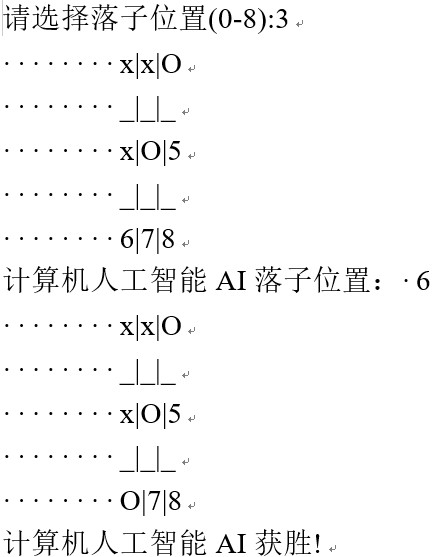 请选择落子位置(0-8):3
x|x|O
_|_|_
x|O|5
_|_|_
6|7|8
计算机人工智能 AI 落子位置： 6
x|x|O
_|_|_
x|O|5
_|_|_
O|7|8
计算机人工智能 AI 获胜!